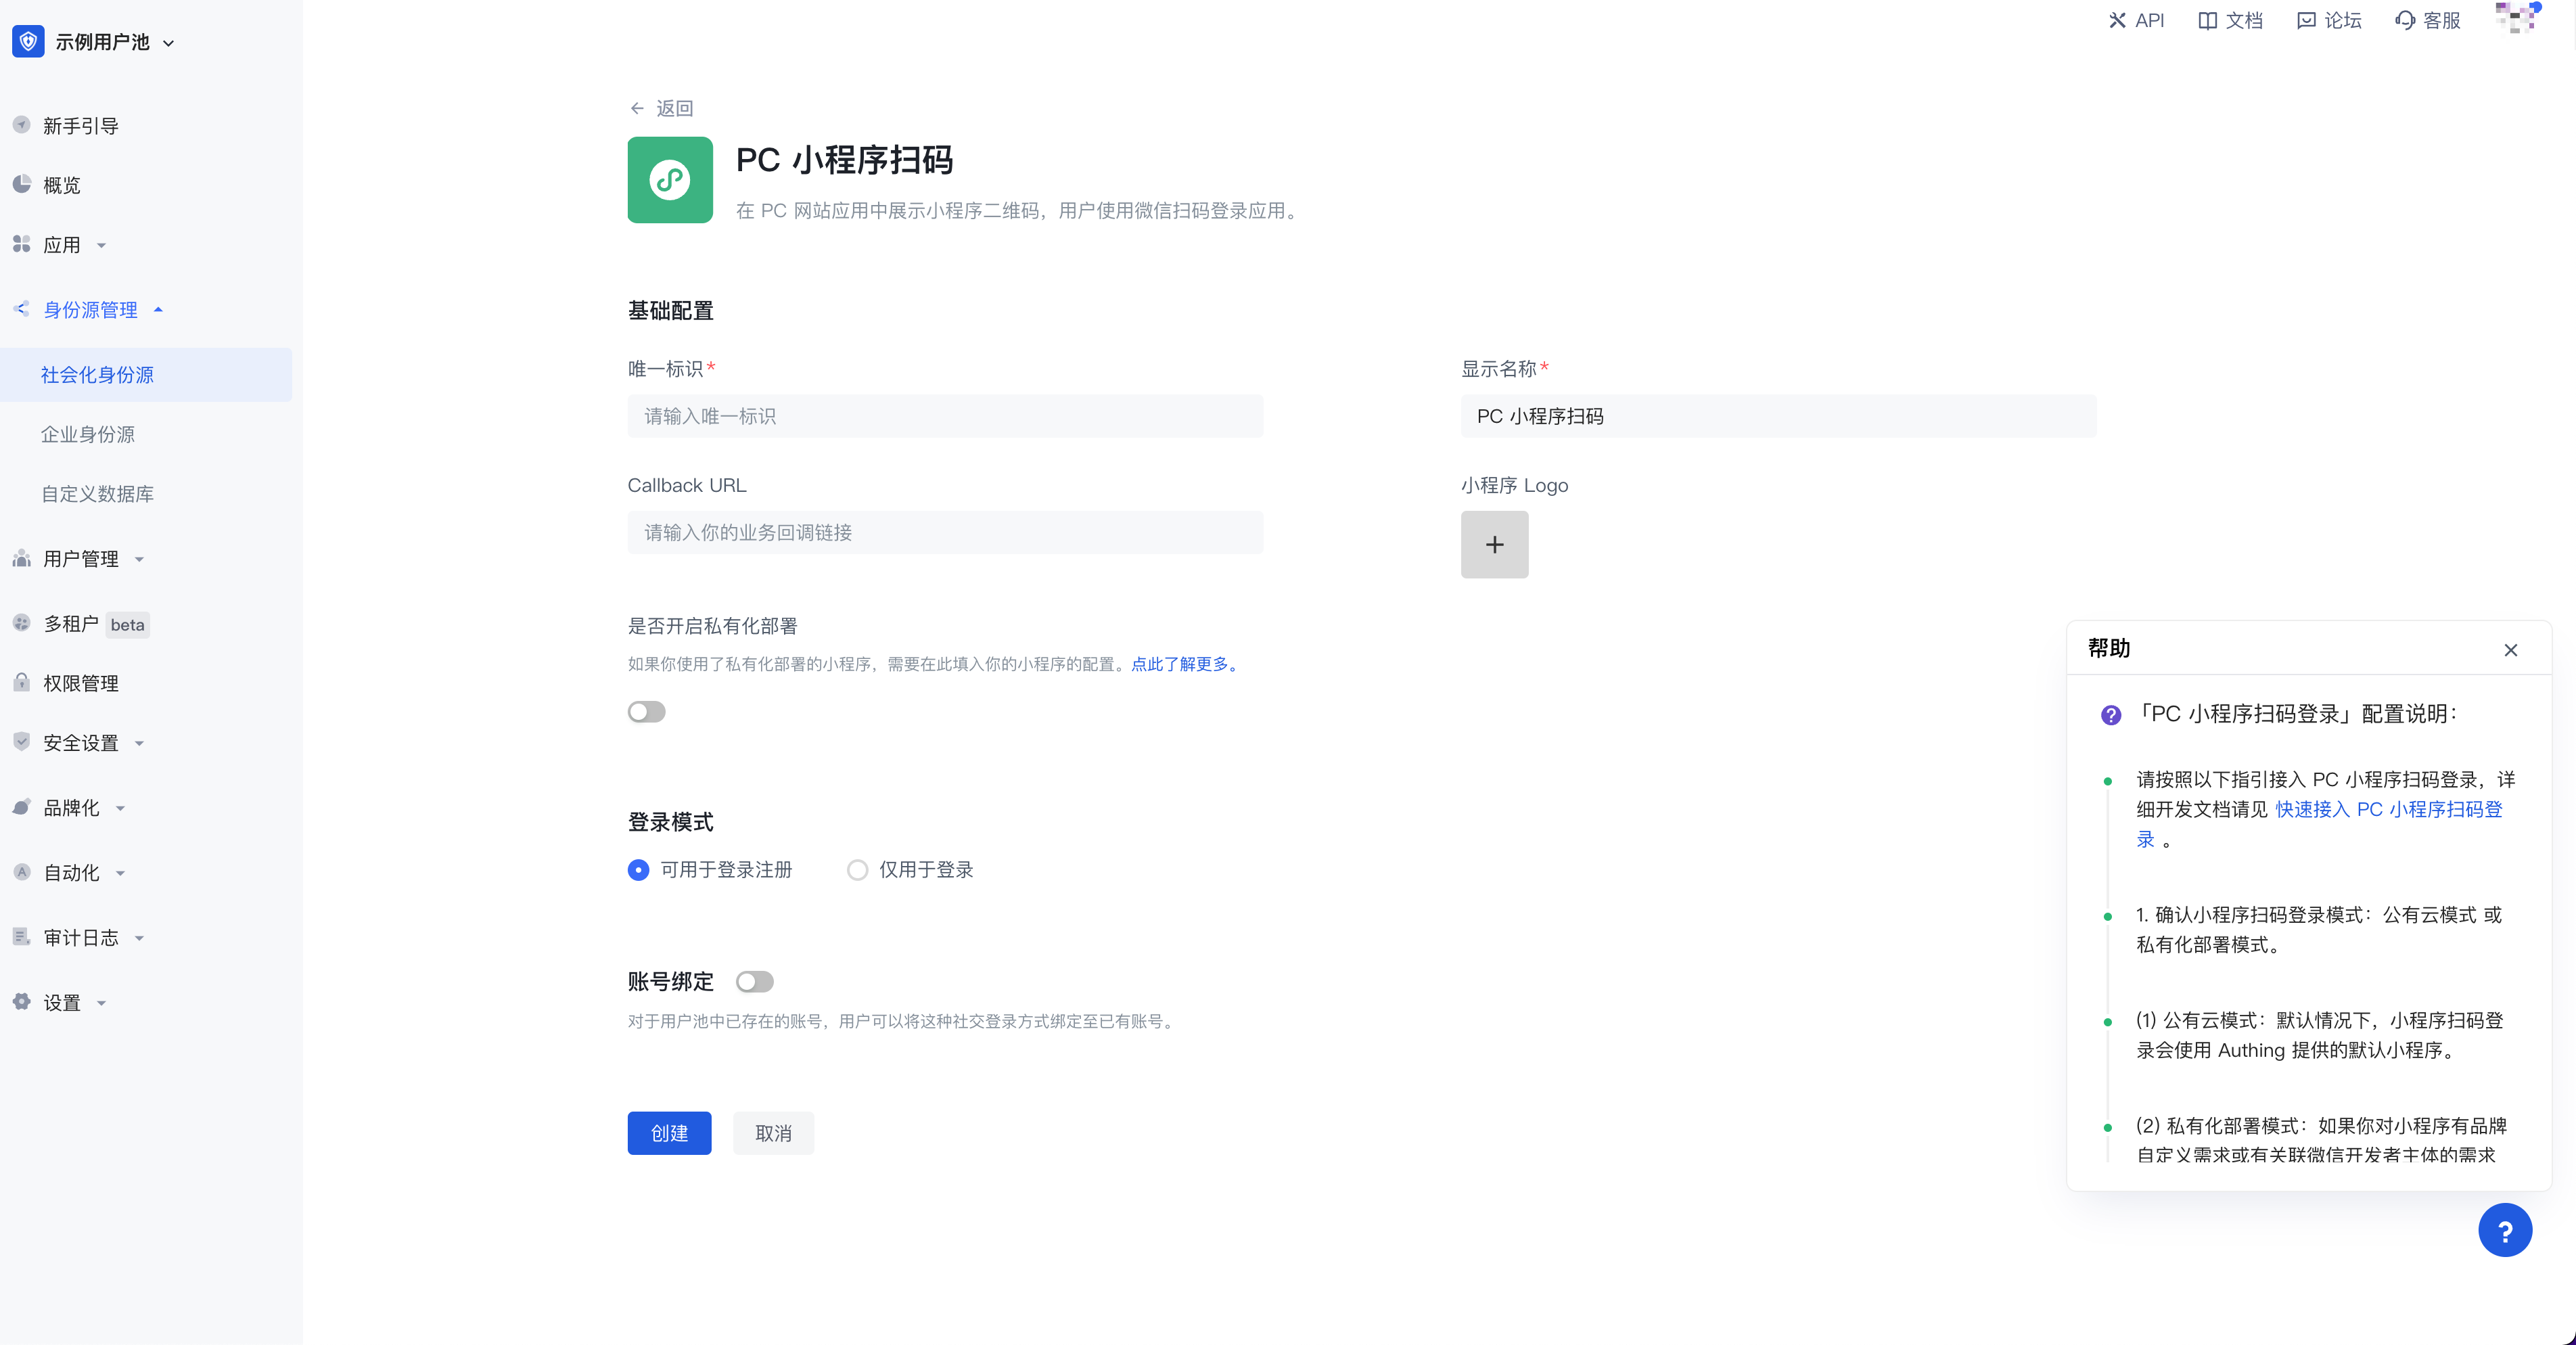 示例用户池
API 文档 论坛 客服
新手引导
概览
应用
身份源管理
社会化身份源
企业身份源
自定义数据库
用户管理
多租户 beta
权限管理
安全设置
品牌化
自动化
审计日志
设置
返回
PC 小程序扫码
在 PC 网站应用中展示小程序二维码，用户使用微信扫码登录应用。
基础配置
唯一标识*
请输入唯一标识
显示名称*
PC 小程序扫码
Callback URL
请输入你的业务回调链接
小程序 Logo
是否开启私有化部署
如果你使用了私有化部署的小程序，需要在此填入你的小程序的配置。点此了解更多。
登录模式
可用于登录注册 仅用于登录
账号绑定
对于用户池中已存在的账号，用户可以将这种社交登录方式绑定至已有账号。
创建 取消
帮助
「PC 小程序扫码登录」配置说明：
请按照以下指引接入 PC 小程序扫码登录，详
细开发文档请见 快速接入 PC 小程序扫码登
录 。
1. 确认小程序扫码登录模式：公有云模式 或
私有化部署模式。
(1) 公有云模式：默认情况下，小程序扫码登
录会使用 Authing 提供的默认小程序。
(2) 私有化部署模式：如果你对小程序有品牌
自定义需求或有关联微信开发者主体的需求